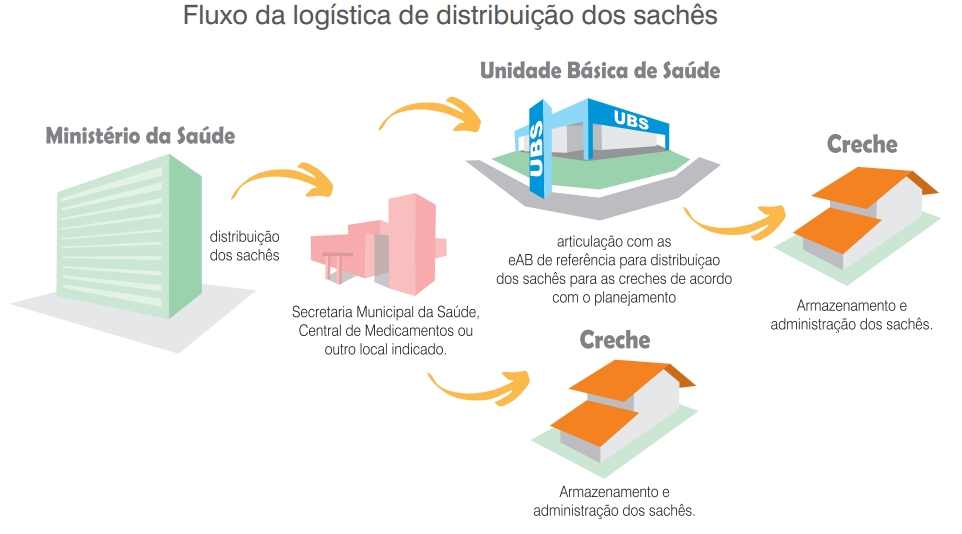 Fluxo da logística de distribuição dos sachês
Ministério da Saúde
distribuição
dos sachês
Secretaria Municipal da Saúde,
Central de Medicamentos ou
outro local indicado.
Unidade Básica de Saúde
UBS
UBS
articulação com as
eAB de referência para distribuiçao
dos sachês para as creches de acordo
com o planejamento
Creche
Armazenamento e
administração dos sachês.
Creche
Armazenamento e
administração dos sachês.